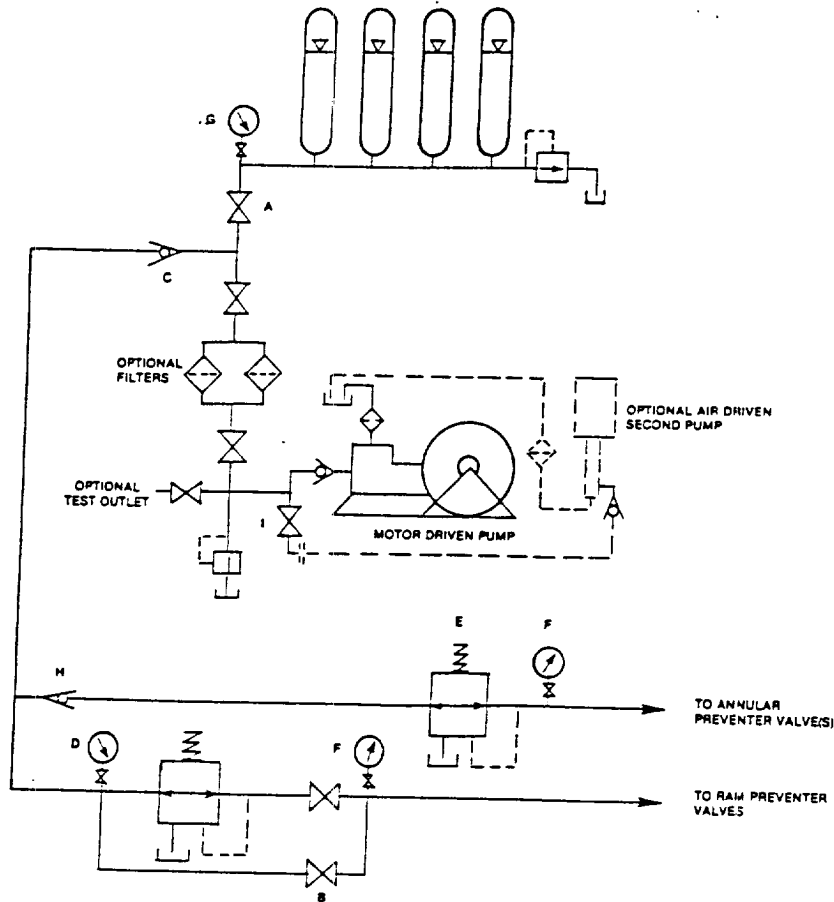 G
A
C
OPTIONAL
FILTERS
OPTIONAL AIR DRIVEN
SECOND PUMP
OPTIONAL
TEST OUTLET
I
MOTOR DRIVEN PUMP
E
F
H
TO ANNULAR
PREVENTER VALVE(S)
D
F
TO RAM PREVENTER
VALVES
B